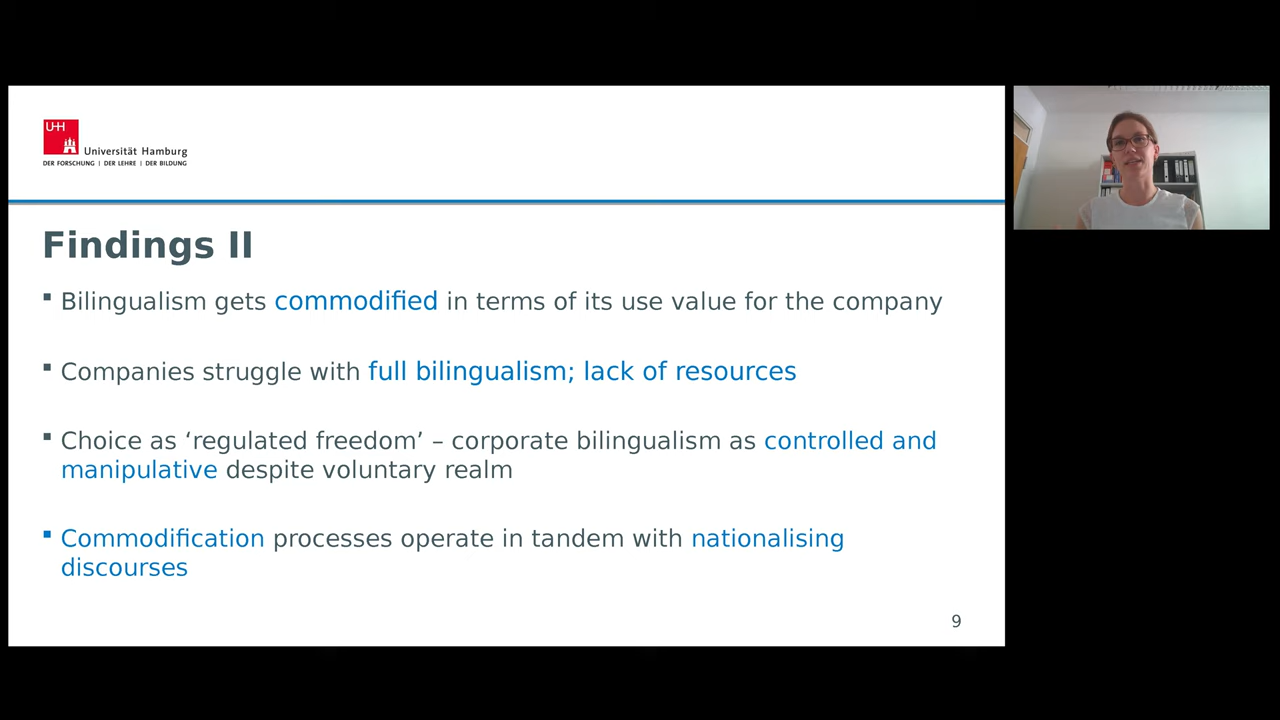 UHH
Universität Hamburg
DER FORSCHUNG | DER LEHRE | DER BILDUNG
Findings II
▪ Bilingualism gets commodified in terms of its use value for the company
▪ Companies struggle with full bilingualism; lack of resources
▪ Choice as ‘regulated freedom’ – corporate bilingualism as controlled and
manipulative despite voluntary realm
▪ Commodification processes operate in tandem with nationalising
discourses
9